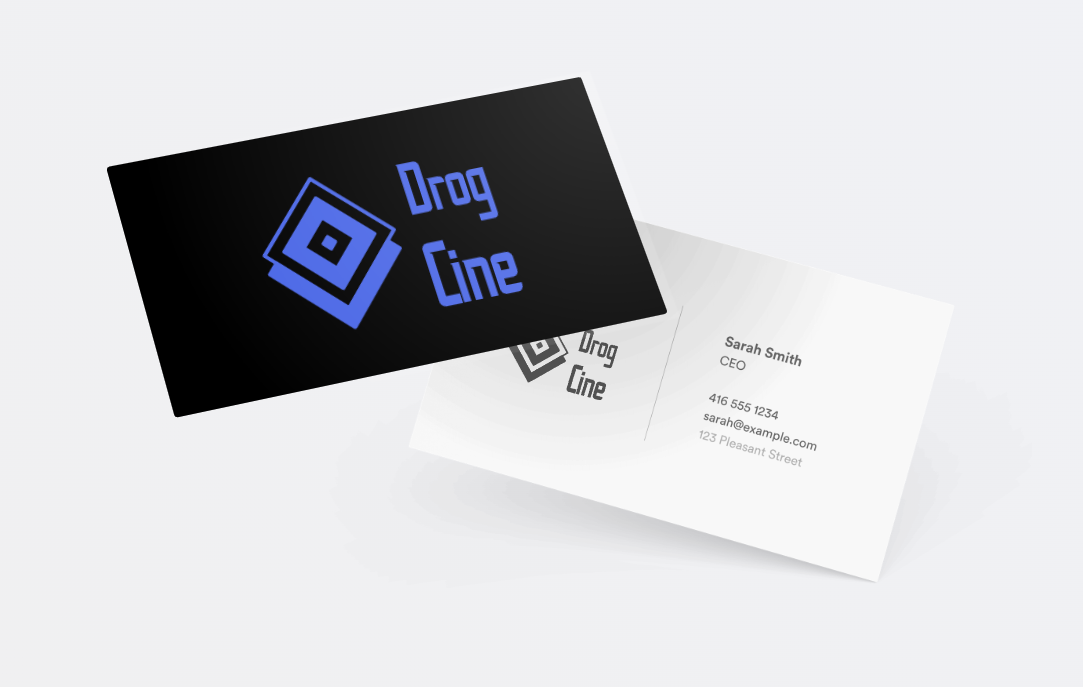 Drog
Cine
Drog
Cine
Sarah Smith
CEO
416 555 1234
sarah@example.com
123 Pleasant Street